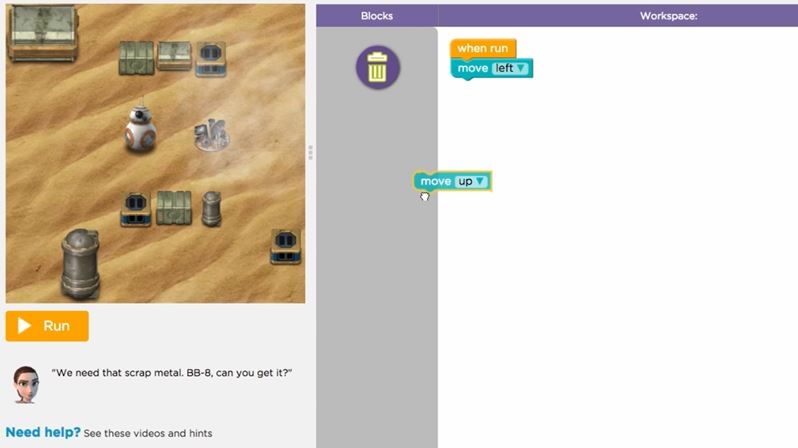 Blocks
Workspace:
when run
move left
move up
Run
"We need that scrap metal. BB-8, can you get it?"
Need help? See these videos and hints